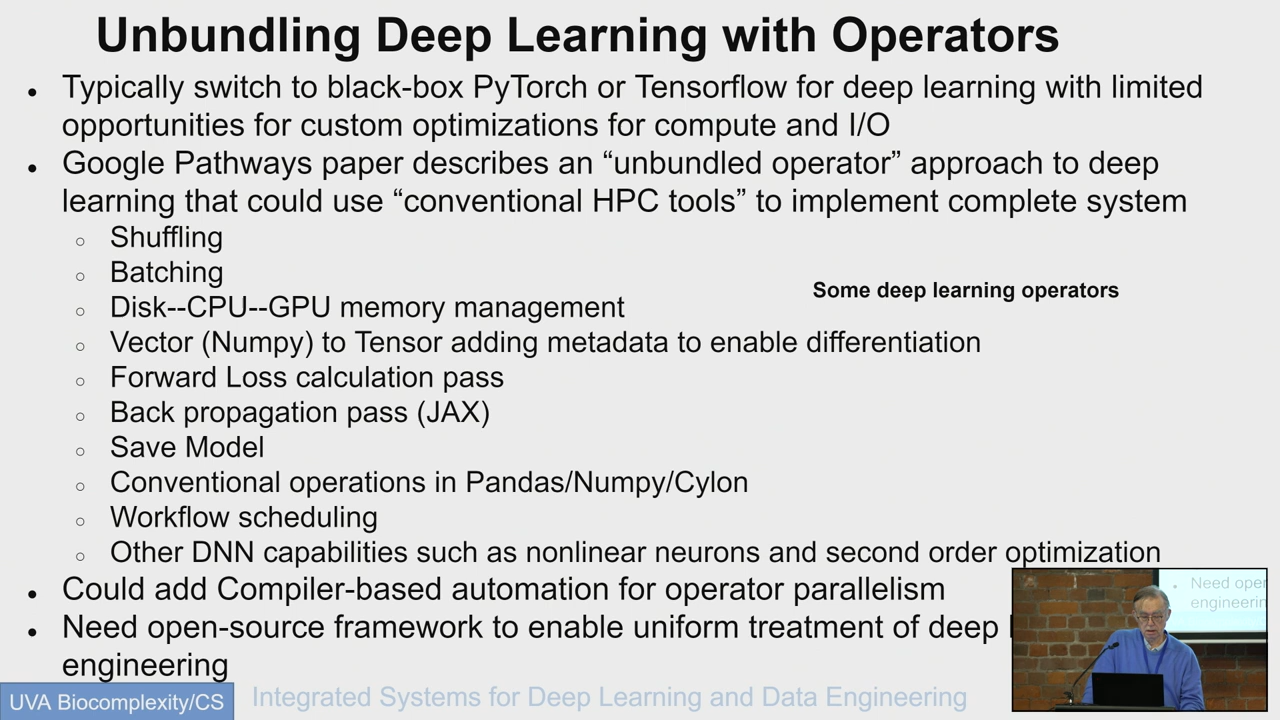 Unbundling Deep Learning with Operators
● Typically switch to black-box PyTorch or Tensorflow for deep learning with limited
opportunities for custom optimizations for compute and I/O
● Google Pathways paper describes an “unbundled operator” approach to deep
learning that could use “conventional HPC tools” to implement complete system
○ Shuffling
○ Batching
Some deep learning operators
○ Disk--CPU--GPU memory management
○ Vector (Numpy) to Tensor adding metadata to enable differentiation
○ Forward Loss calculation pass
○ Back propagation pass (JAX)
○ Save Model
○ Conventional operations in Pandas/Numpy/Cylon
○ Workflow scheduling
○ Other DNN capabilities such as nonlinear neurons and second order optimization
● Could add Compiler-based automation for operator parallelism
● Need open-source framework to enable uniform treatment of deep
engineering
Need
UVA Biocomplexity/CS
Integrated Systems for Deep Learning and Data Engineering